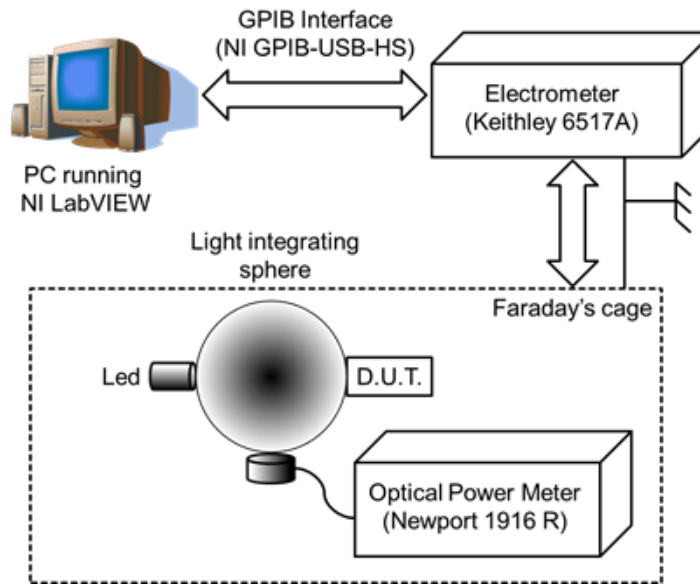 GPIB Interface
(NI GPIB-USB-HS)
Electrometer
(Keithley 6517A)
PC running
NI LabVIEW
Light integrating
sphere
Faraday's cage
Led
D.U.T.
Optical Power Meter
(Newport 1916 R)